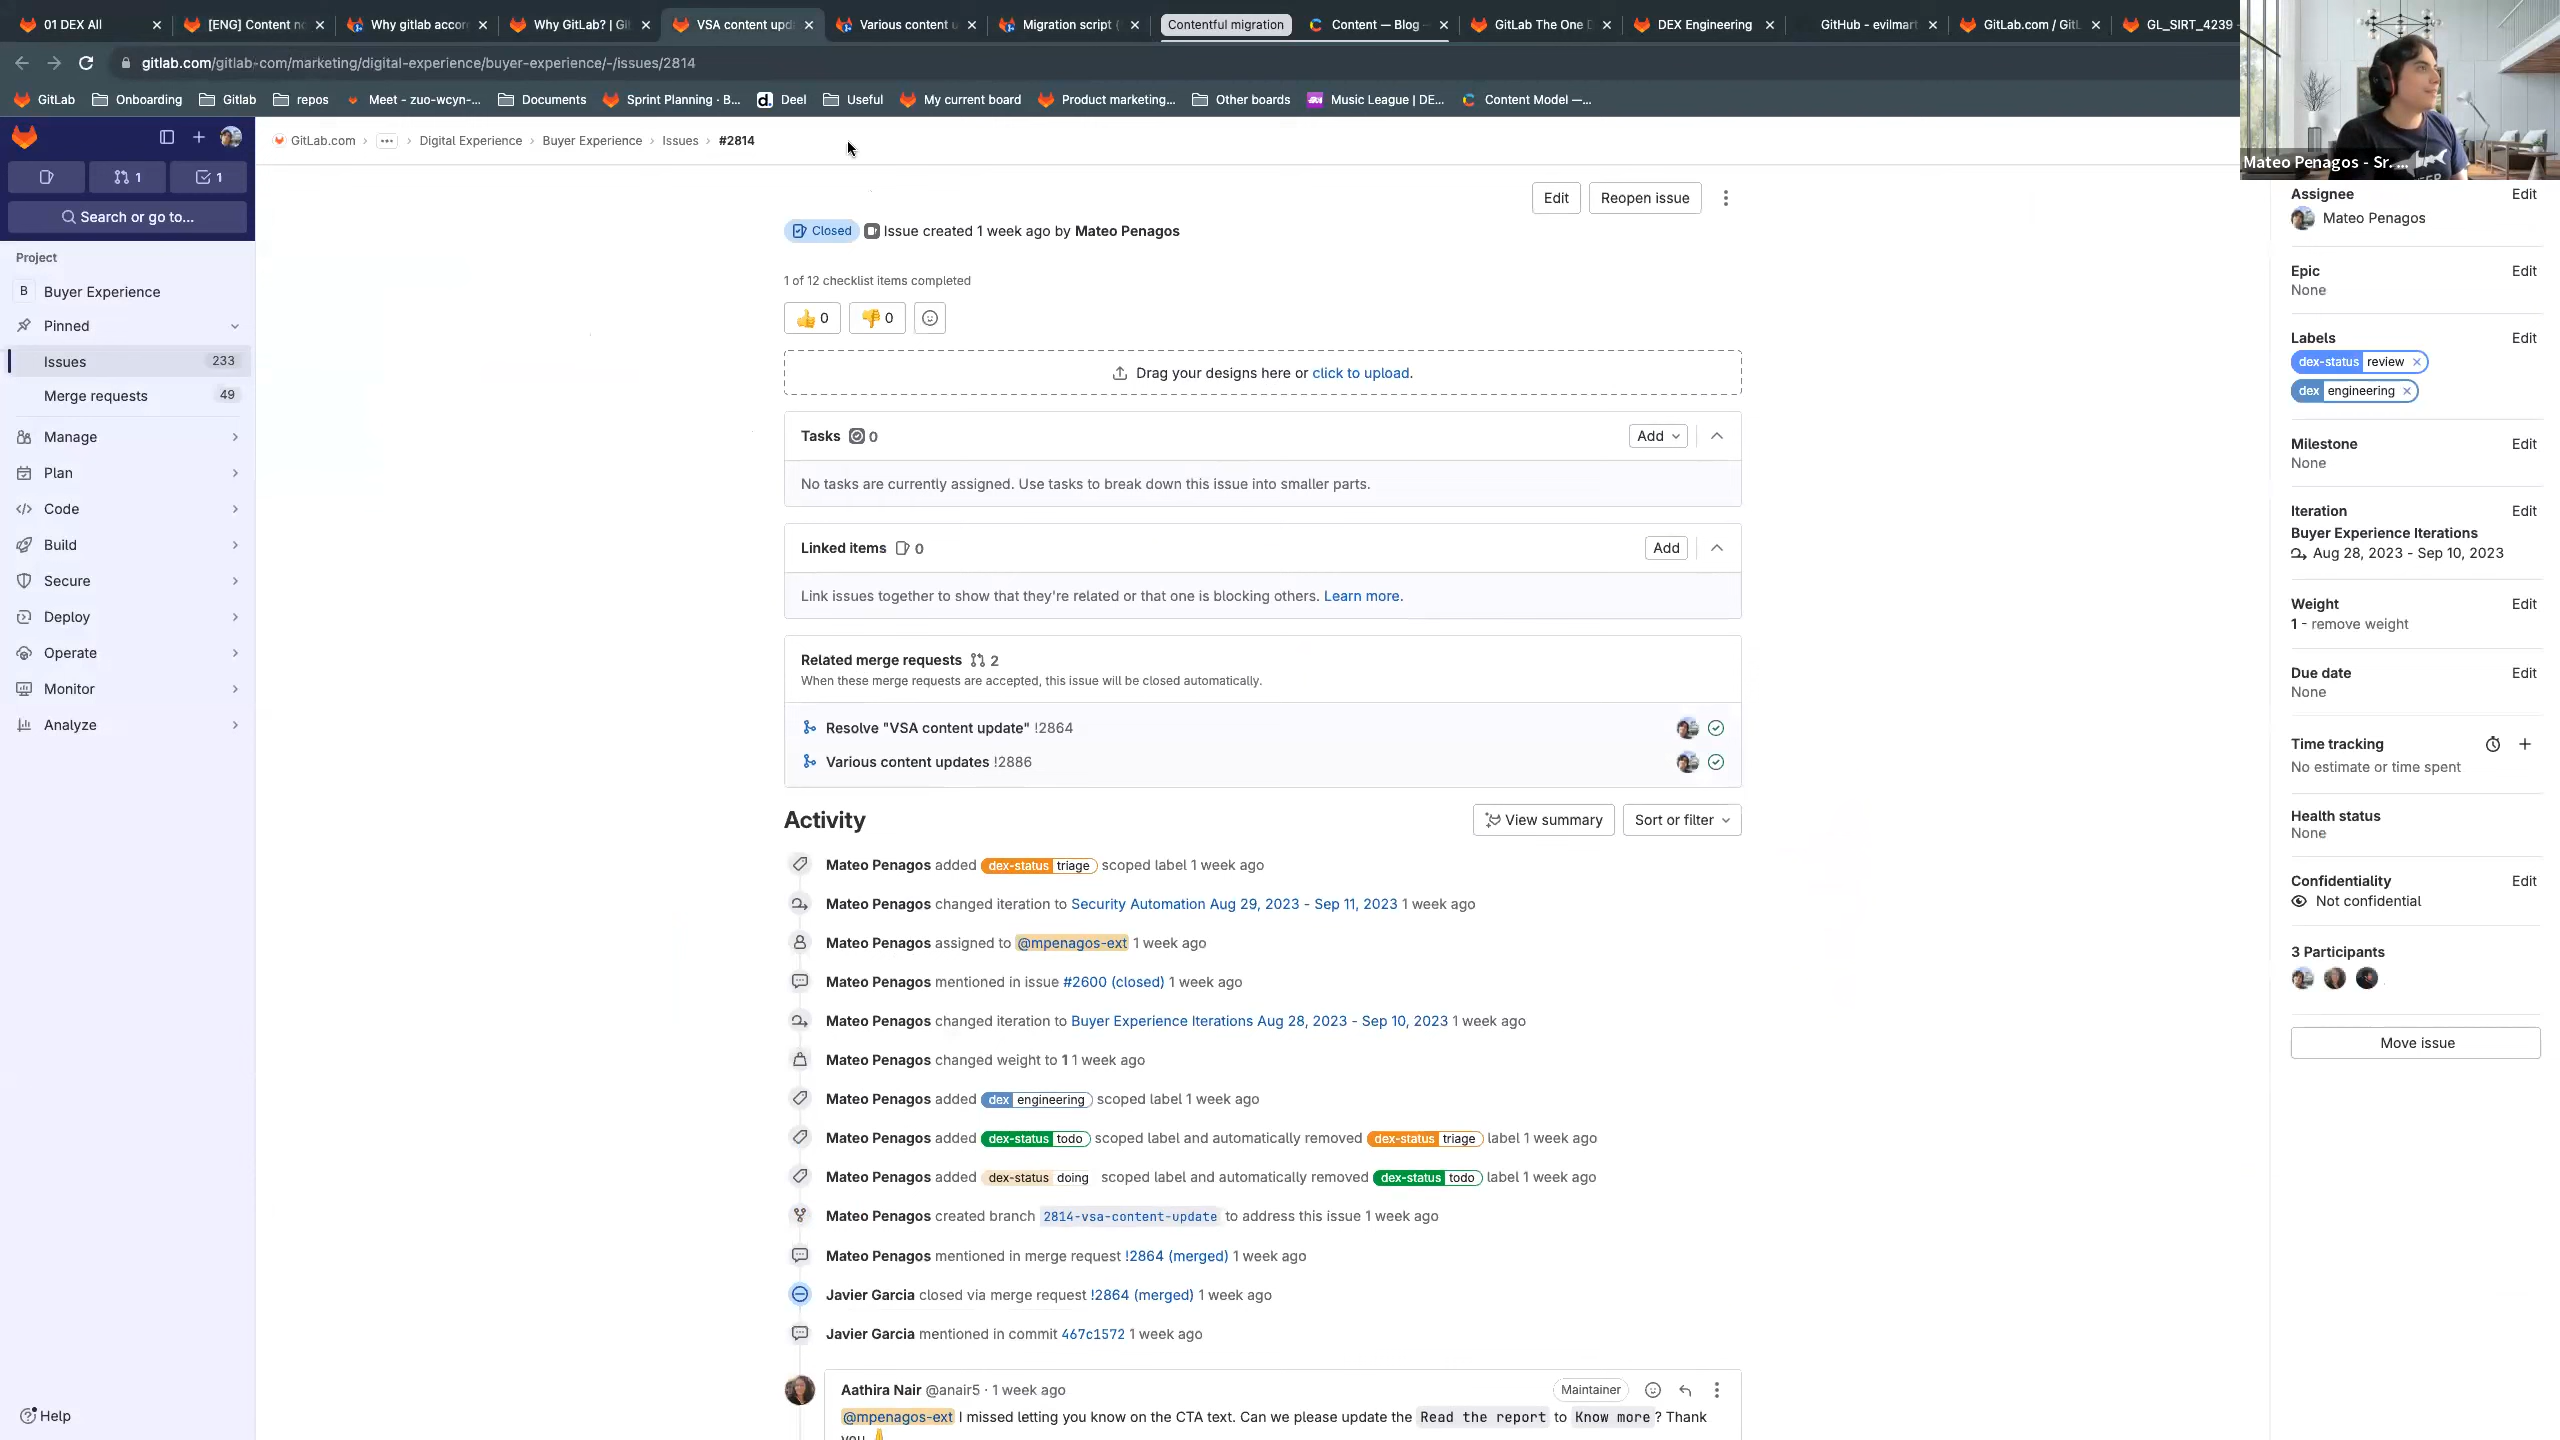 01 DEX All
[ENG] Content n
Why gitlab accor
Why GitLab? | Gi
VSA content upd
Various content u
Migration script (
Contentful migration
Content — Blog
GitLab The One D
DEX Engineering
GitHub - evilmart
GitLab.com / GitL
GL_SIRT_4239
gitlab.com/gitlab-com/marketing/digital-experience/buyer-experience/-/issues/2814
GitLab
Onboarding
Gitlab
repos
Meet - zuo-wcyn-...
Documents
Sprint Planning · B...
Deel
Useful
My current board
Product marketing...
Other boards
Music League | DE...
Content Model —...
Mateo Penagos - Sr. ...
GitLab.com › ... › Digital Experience › Buyer Experience › Issues › #2814
1
1
Search or go to...
Project
B Buyer Experience
Pinned
Issues 233
Merge requests 49
Manage
Plan
Code
Build
Secure
Deploy
Operate
Monitor
Analyze
Help
Edit
Reopen issue
Closed Issue created 1 week ago by Mateo Penagos
1 of 12 checklist items completed
0
0
Drag your designs here or click to upload.
Tasks 0
Add
No tasks are currently assigned. Use tasks to break down this issue into smaller parts.
Linked items 0
Add
Link issues together to show that they're related or that one is blocking others. Learn more.
Related merge requests 2
When these merge requests are accepted, this issue will be closed automatically.
Resolve "VSA content update" !2864
Various content updates !2886
Activity
View summary
Sort or filter
Mateo Penagos added dex-status triage scoped label 1 week ago
Mateo Penagos changed iteration to Security Automation Aug 29, 2023 - Sep 11, 2023 1 week ago
Mateo Penagos assigned to @mpenagos-ext 1 week ago
Mateo Penagos mentioned in issue #2600 (closed) 1 week ago
Mateo Penagos changed iteration to Buyer Experience Iterations Aug 28, 2023 - Sep 10, 2023 1 week ago
Mateo Penagos changed weight to 1 1 week ago
Mateo Penagos added dex engineering scoped label 1 week ago
Mateo Penagos added dex-status todo scoped label and automatically removed dex-status triage label 1 week ago
Mateo Penagos added dex-status doing scoped label and automatically removed dex-status todo label 1 week ago
Mateo Penagos created branch 2814-vsa-content-update to address this issue 1 week ago
Mateo Penagos mentioned in merge request !2864 (merged) 1 week ago
Javier Garcia closed via merge request !2864 (merged) 1 week ago
Javier Garcia mentioned in commit 467c1572 1 week ago
Aathira Nair @anair5 · 1 week ago
Maintainer
@mpenagos-ext I missed letting you know on the CTA text. Can we please update the Read the report to Know more? Thank
you
Assignee Edit
Mateo Penagos
Epic Edit
None
Labels Edit
dex-status review ×
dex engineering ×
Milestone Edit
None
Iteration Edit
Buyer Experience Iterations
Aug 28, 2023 - Sep 10, 2023
Weight Edit
1 - remove weight
Due date Edit
None
Time tracking
No estimate or time spent
Health status
None
Confidentiality Edit
Not confidential
3 Participants
Move issue